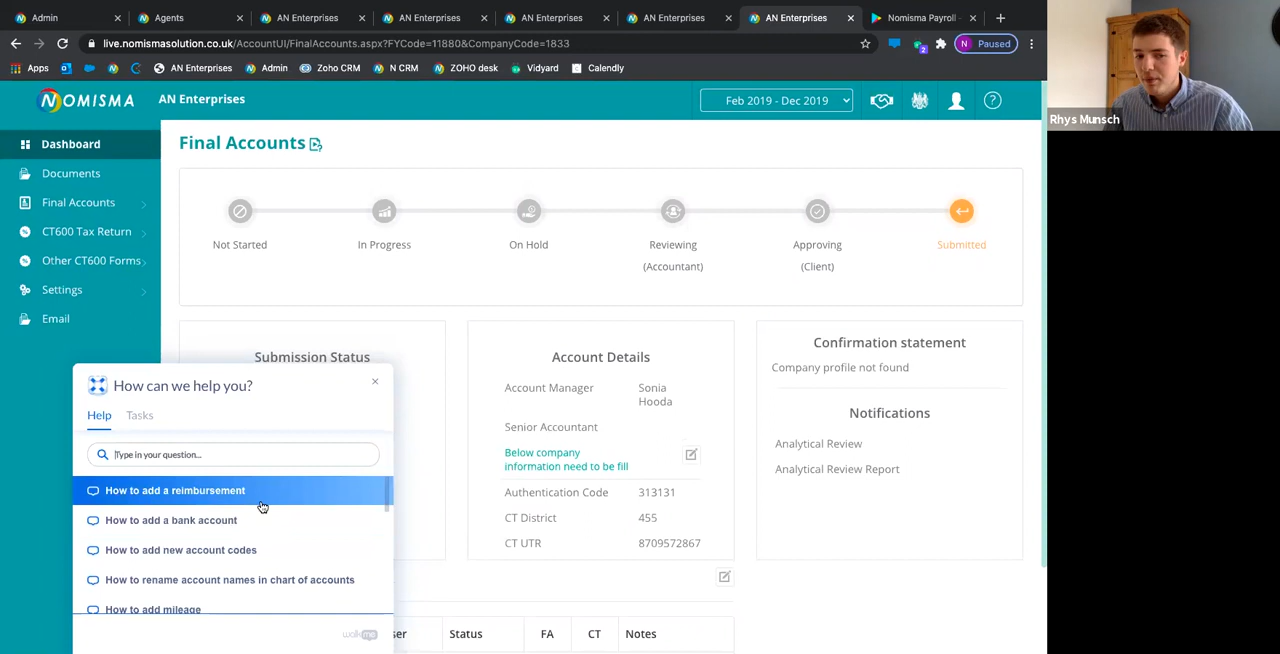 Admin
Agents
AN Enterprises
AN Enterprises
AN Enterprises
AN Enterprises
AN Enterprises
Nomisma Payroll
live.nomismasolution.co.uk/AccountUI/FinalAccounts.aspx?FYCode=11880&CompanyCode=1833
2
N Paused
Apps
AN Enterprises
Admin
Zoho CRM
N CRM
ZOHO desk
Vidyard
Calendly
NOMISMA
AN Enterprises
Feb 2019 - Dec 2019
Rhys Munsch
Dashboard
Documents
Final Accounts
CT600 Tax Return
Other CT600 Forms
Settings
Email
Final Accounts
Not Started
In Progress
On Hold
Reviewing
(Accountant)
Approving
(Client)
Submitted
Submission Status
Account Details
Account Manager Sonia Hooda
Senior Accountant
Below company
information need to be fill
Authentication Code 313131
CT District 455
CT UTR 8709572867
Confirmation statement
Company profile not found
Notifications
Analytical Review
Analytical Review Report
How can we help you?
Help
Tasks
Type in your question...
How to add a reimbursement
How to add a bank account
How to add new account codes
How to rename account names in chart of accounts
How to add mileage
walkme
Status
FA
CT
Notes